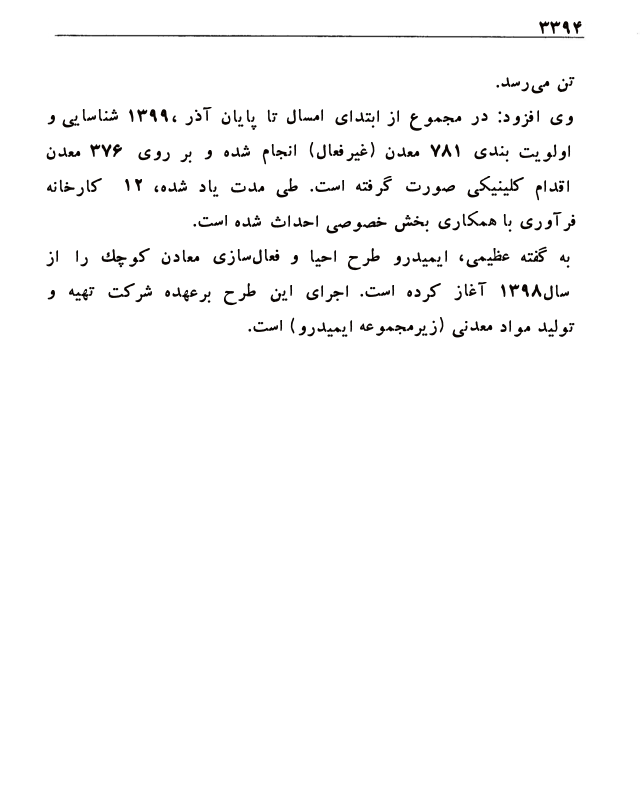 ۳۳۹۴
تن می‌رسد.
وی افزود: در مجموع از ابتدای امسال تا پایان آذر ۱۳۹۹، شناسایی و
اولویت بندی ۷۸۱ معدن (غیرفعال) انجام شده و بر روی ۳۷۶ معدن
اقدام کلینیکی صورت گرفته است. طی مدت یاد شده، ۱۲ کارخانه
فرآوری با همکاری بخش خصوصی احداث شده است.
به گفته عظیمی، ایمیدرو طرح احیا و فعال‌سازی معادن کوچك را از
سال۱۳۹۸ آغاز کرده است. اجرای این طرح برعهده شرکت تهیه و
تولید مواد معدنی (زیرمجموعه ایمیدرو) است.